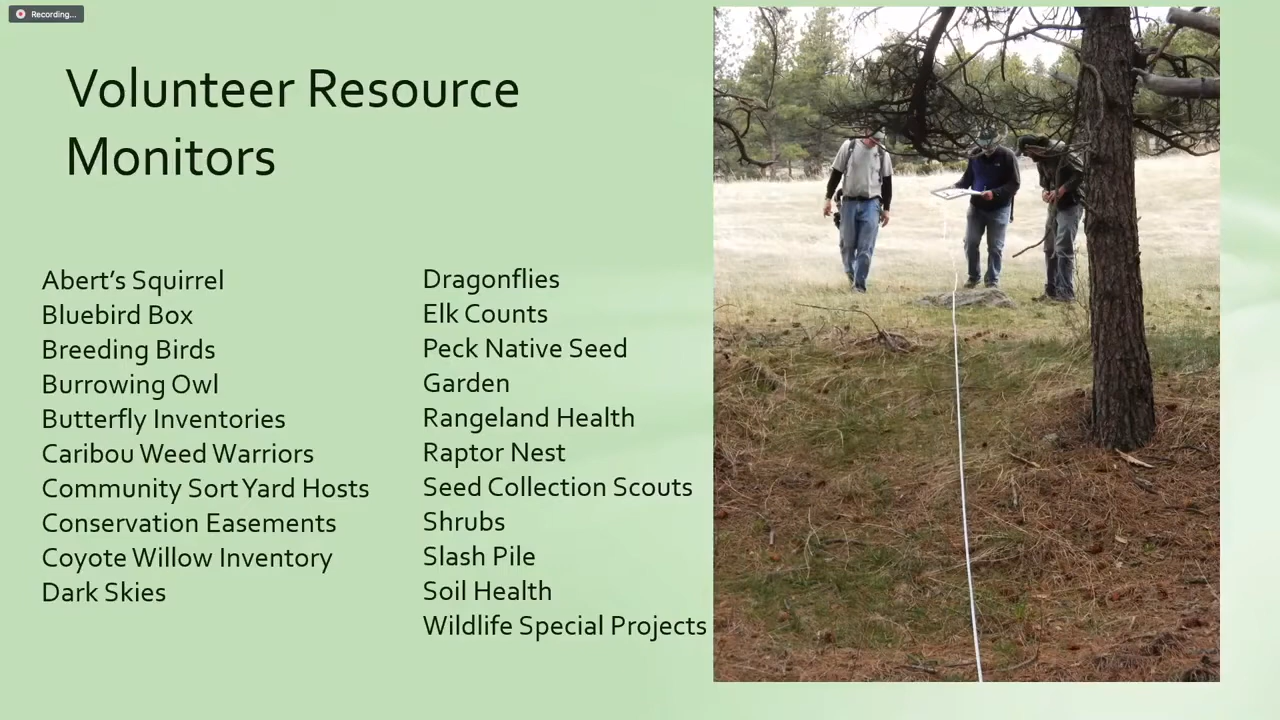 Recording...
Volunteer Resource
Monitors
Abert's Squirrel
Bluebird Box
Breeding Birds
Burrowing Owl
Butterfly Inventories
Caribou Weed Warriors
Community Sort Yard Hosts
Conservation Easements
Coyote Willow Inventory
Dark Skies
Dragonflies
Elk Counts
Peck Native Seed
Garden
Rangeland Health
Raptor Nest
Seed Collection Scouts
Shrubs
Slash Pile
Soil Health
Wildlife Special Projects